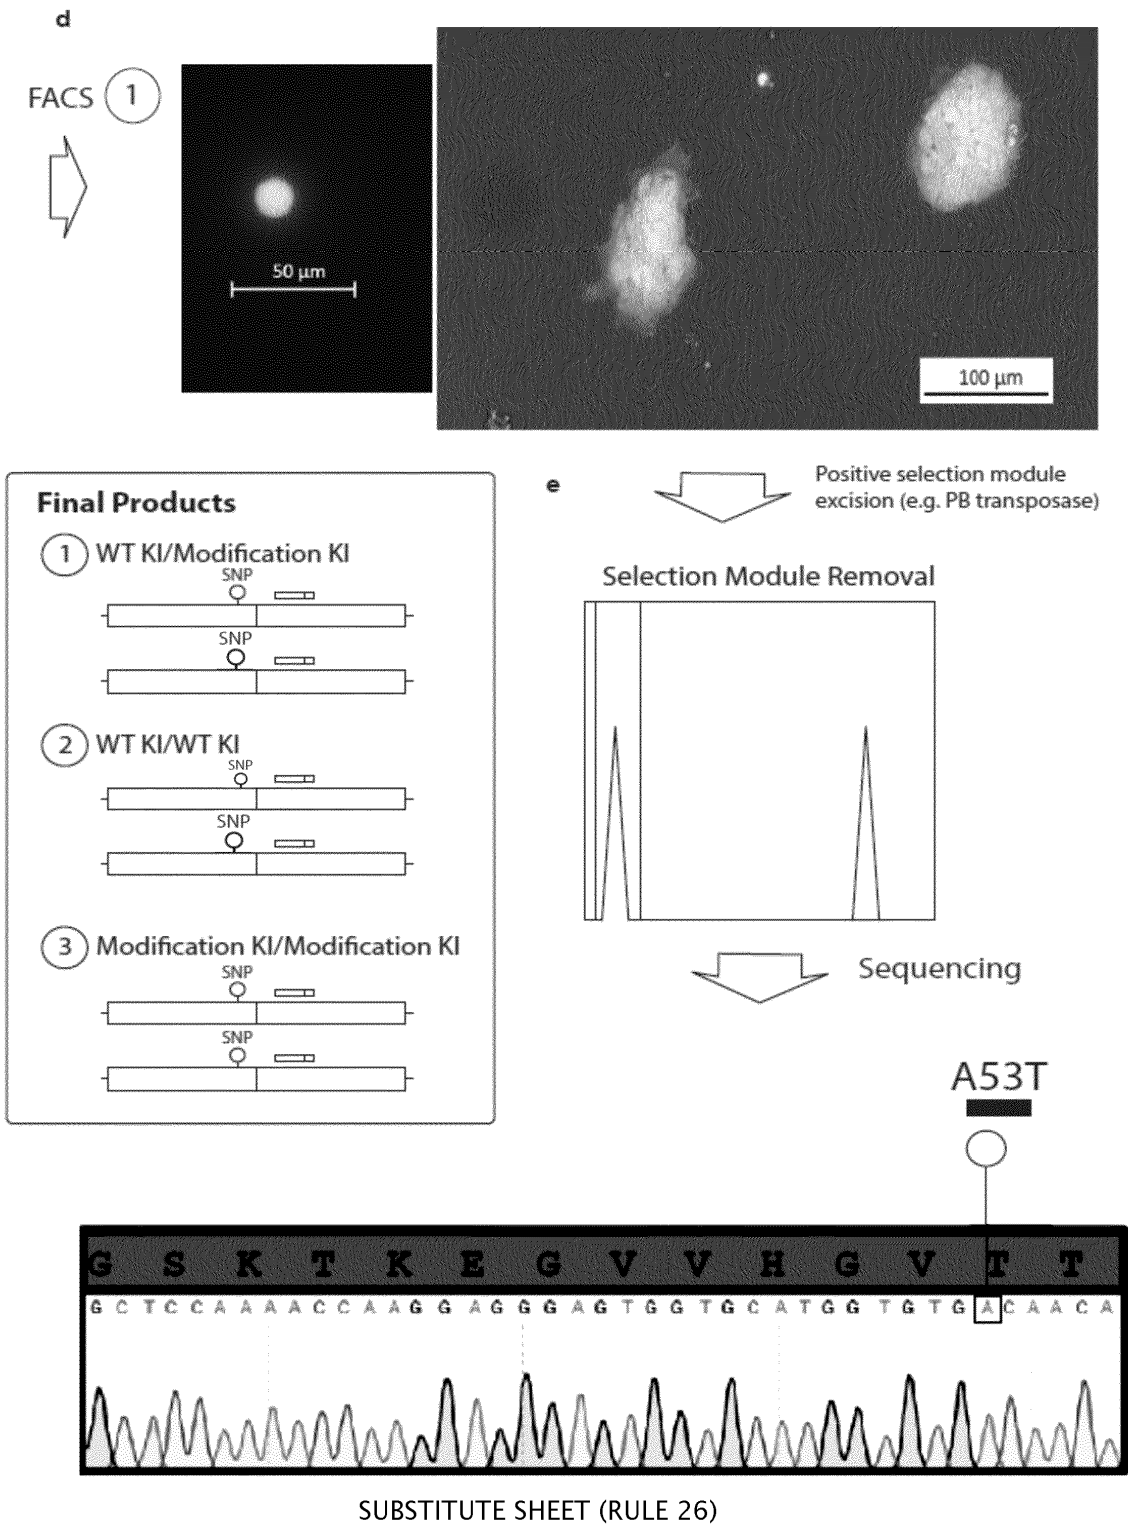 d
FACS 1
50 µm
100 µm
Final Products
1 WT KI/Modification KI
SNP
SNP
2 WT KI/WT KI
SNP
SNP
3 Modification KI/Modification KI
SNP
SNP
e
Positive selection module
excision (e.g. PB transposase)
Selection Module Removal
Sequencing
A53T
G S K T K E G V V H G V T T
G C T C C A A A A C C A A G G A G G G A G T G G T G C A T G G T G T G A C A A C A
SUBSTITUTE SHEET (RULE 26)